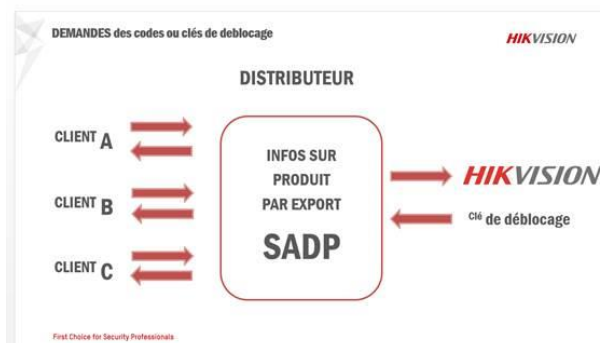 DEMANDES des codes ou clés de deblocage
HIKVISION
DISTRIBUTEUR
CLIENT A
CLIENT B
CLIENT C
INFOS SUR
PRODUIT
PAR EXPORT
SADP
HIKVISION
Clé de déblocage
First Choice for Security Professionals